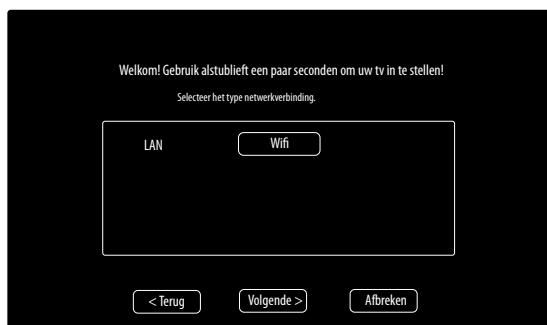 Welkom! Gebruik alstublieft een paar seconden om uw tv in te stellen!
Selecteer het type netwerkverbinding.
LAN Wifi
< Terug Volgende > Afbreken